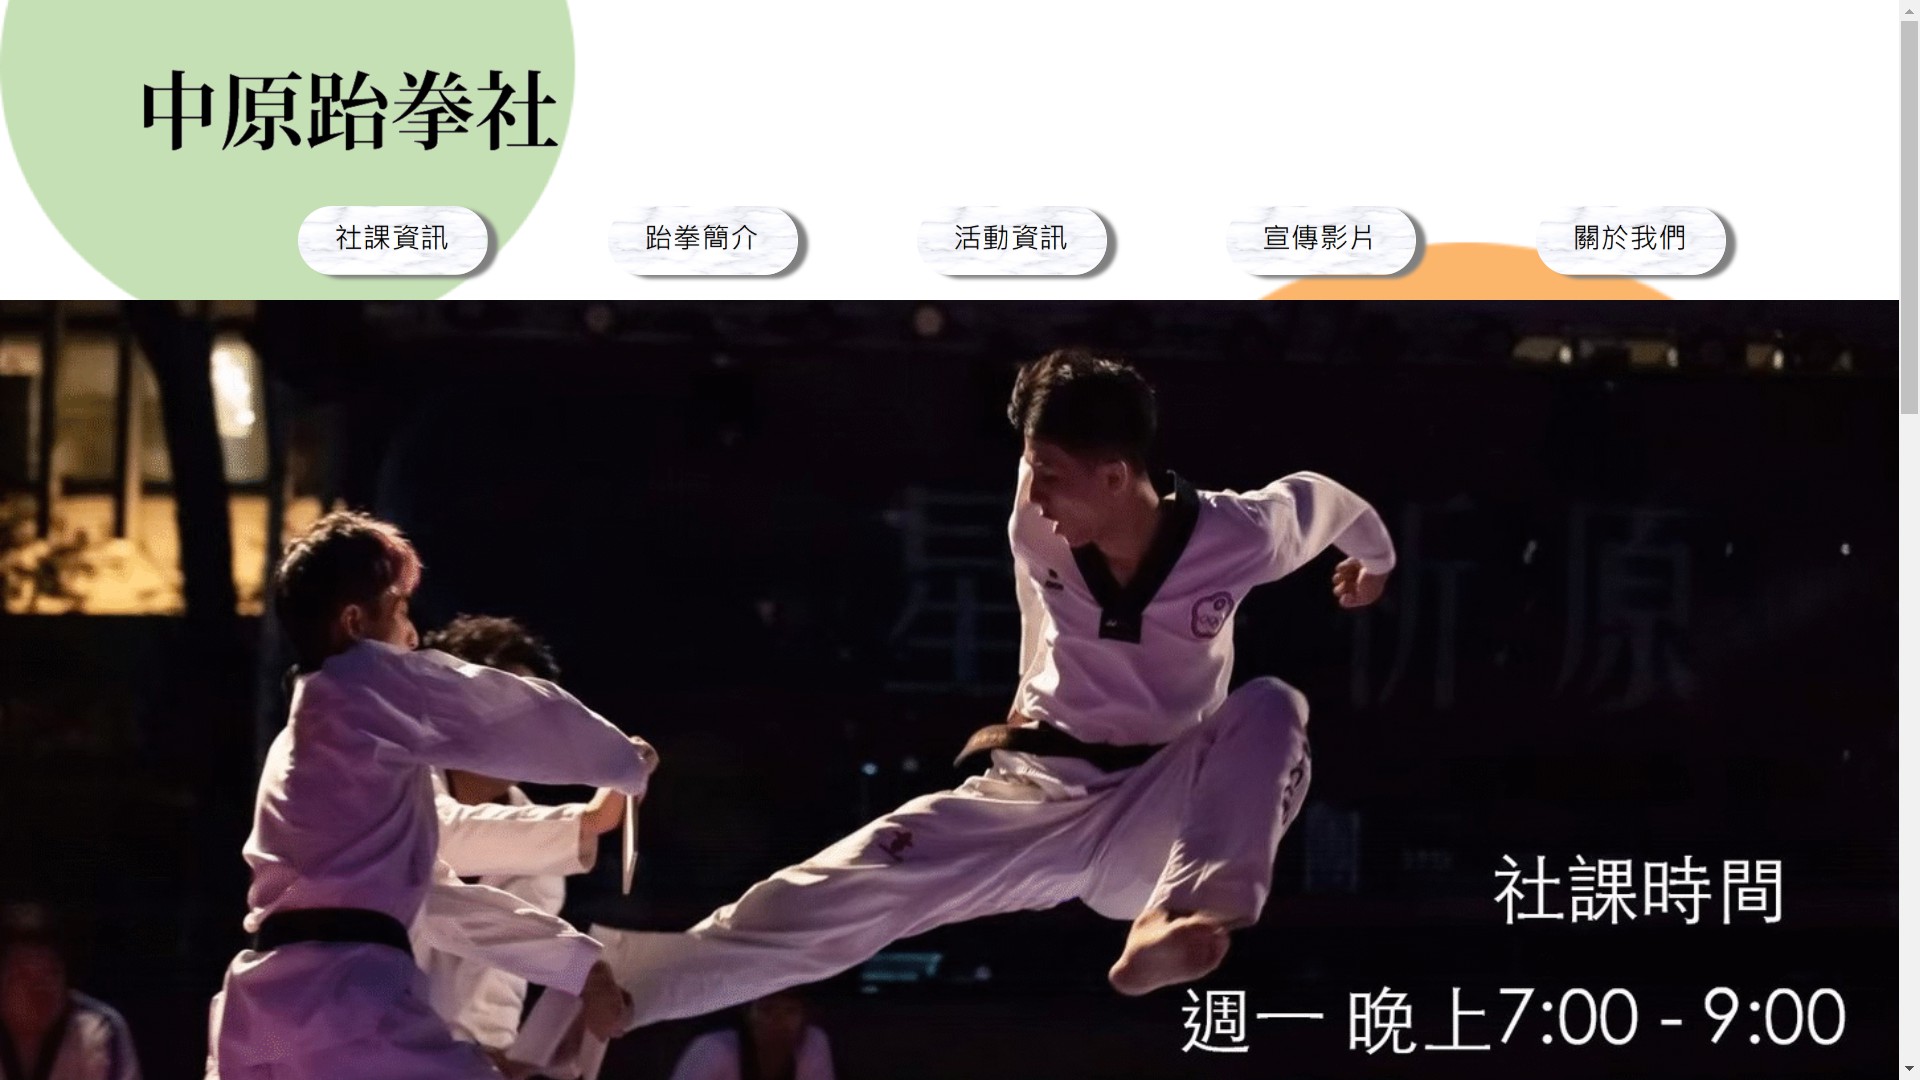 中原跆拳社
社課資訊
跆拳簡介
活動資訊
宣傳影片
關於我們
社課時間
週一 晚上7:00 - 9:00